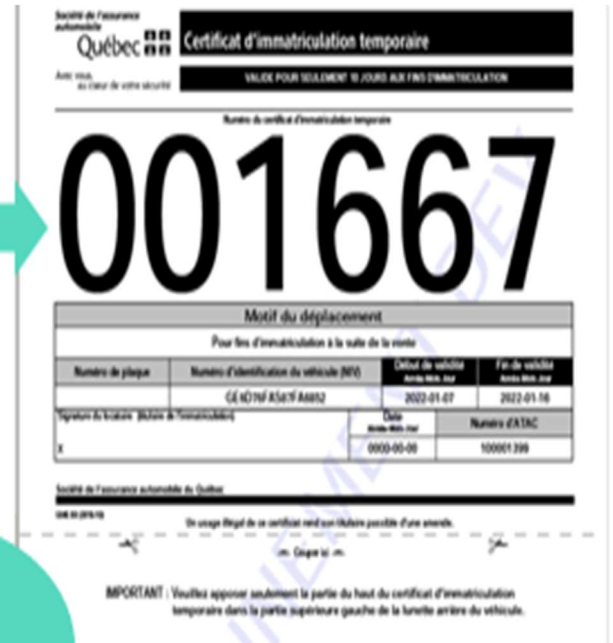 Société de l'assurance
automobile
Québec
Certificat d'immatriculation temporaire
Avec vous,
au cœur de votre sécurité
VALIDE POUR SEULEMENT 10 JOURS AUX FINS D'IMMATRICULATION
Numéro du certificat d'immatriculation temporaire
001667
Motif du déplacement
Pour fins d'immatriculation à la suite de la vente
Numéro de plaque Numéro d'identification du véhicule (NIV) Début de validité Fin de validité
Année Mois Jour Année Mois Jour
2022-01-07 2022-01-16
Signature du locataire (titulaire de l'immatriculation) Date Numéro d'ATAC
Année Mois Jour
X 0000-00-00 100001399
Société de l'assurance automobile du Québec
Un usage illégal de ce certificat rend son titulaire passible d'une amende.
Couper ici
IMPORTANT : Veuillez apposer seulement la partie du haut du certificat d'immatriculation
temporaire dans la partie supérieure gauche de la lunette arrière du véhicule.